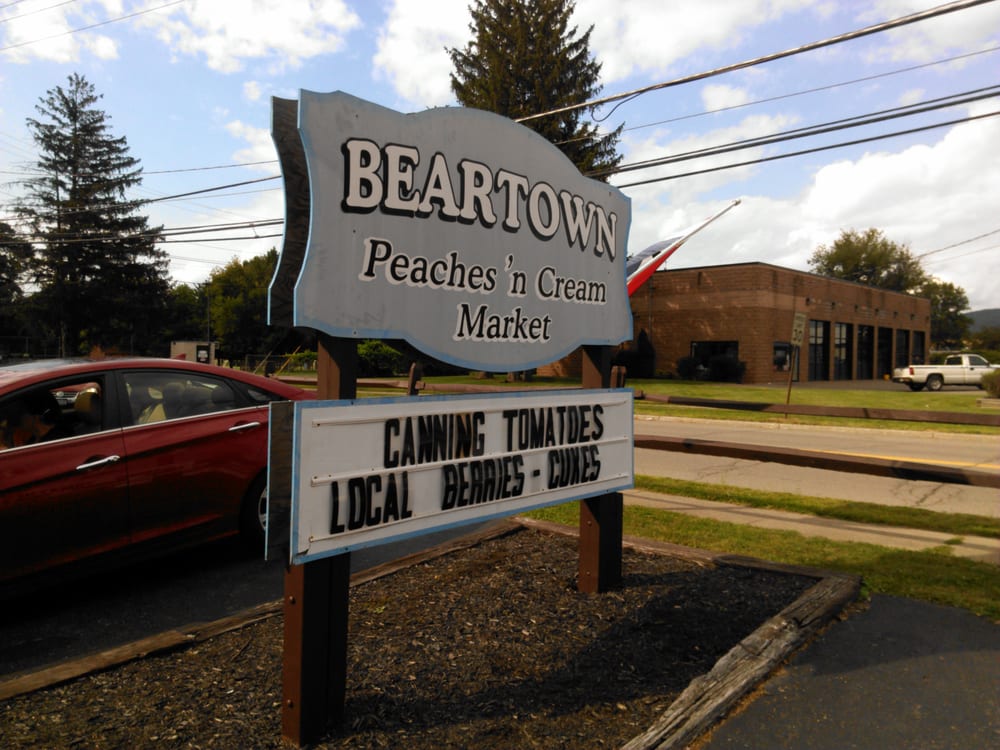 BEARTOWN
Peaches 'n Cream
Market
CANNING TOMATOES
LOCAL BERRIES - CUKES